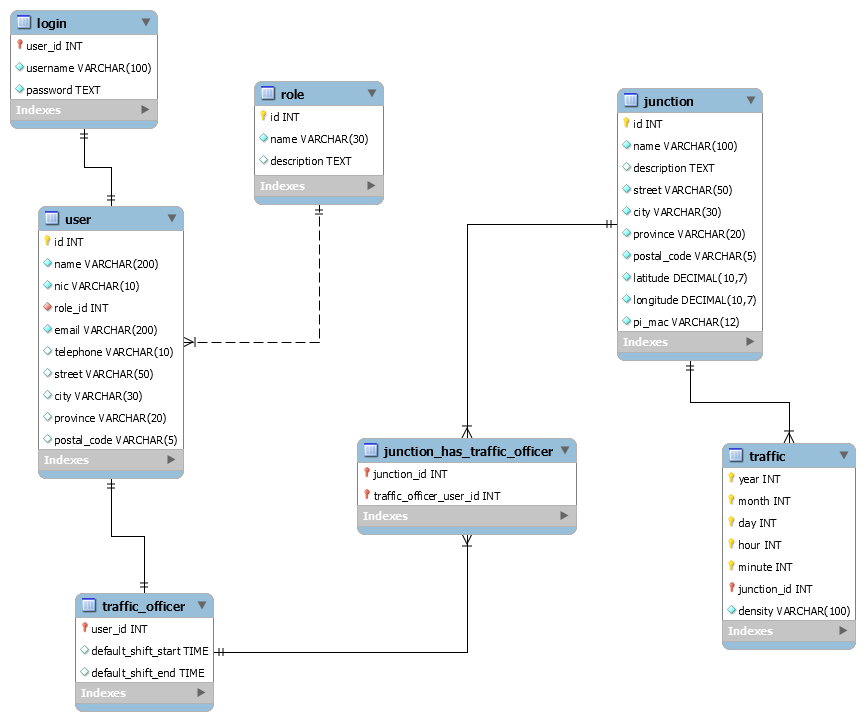 login
user_id INT
username VARCHAR(100)
password TEXT
Indexes
role
id INT
name VARCHAR(30)
description TEXT
Indexes
junction
id INT
name VARCHAR(100)
description TEXT
street VARCHAR(50)
city VARCHAR(30)
province VARCHAR(20)
postal_code VARCHAR(5)
latitude DECIMAL(10,7)
longitude DECIMAL(10,7)
pi_mac VARCHAR(12)
Indexes
user
id INT
name VARCHAR(200)
nic VARCHAR(10)
role_id INT
email VARCHAR(200)
telephone VARCHAR(10)
street VARCHAR(50)
city VARCHAR(30)
province VARCHAR(20)
postal_code VARCHAR(5)
Indexes
junction_has_traffic_officer
junction_id INT
traffic_officer_user_id INT
Indexes
traffic
year INT
month INT
day INT
hour INT
minute INT
junction_id INT
density VARCHAR(100)
Indexes
traffic_officer
user_id INT
default_shift_start TIME
default_shift_end TIME
Indexes